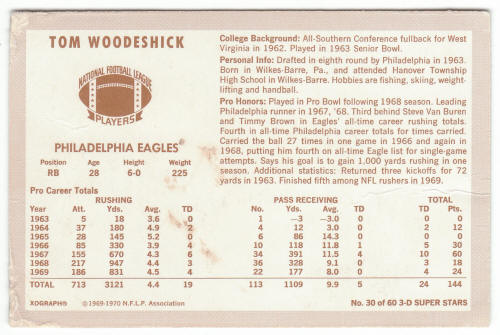 TOM WOODESHICK
NATIONAL FOOTBALL LEAGUE
PLAYERS
PHILADELPHIA EAGLES
Position Age Height Weight
RB 28 6-0 225
College Background: All-Southern Conference fullback for West
Virginia in 1962. Played in 1963 Senior Bowl.
Personal Info: Drafted in eighth round by Philadelphia in 1963.
Born in Wilkes-Barre, Pa., and attended Hanover Township
High School in Wilkes-Barre. Hobbies are fishing, skiing, weight-
lifting and handball.
Pro Honors: Played in Pro Bowl following 1968 season. Leading
Philadelphia runner in 1967, '68. Third behind Steve Van Buren
and Timmy Brown in Eagles' all-time career rushing totals.
Fourth in all-time Philadelphia career totals for times carried.
Carried the ball 27 times in one game in 1966 and again in
1968, putting him fourth on all-time Eagle list for single-game
attempts. Says his goal is to gain 1,000 yards rushing in one
season. Additional statistics: Returned three kickoffs for 72
yards in 1963. Finished fifth among NFL rushers in 1969.
Pro Career Totals
RUSHING PASS RECEIVING TOTAL
Year Att. Yds. Avg. TD No. Yds. Avg. TD TD Pts.
1963 5 18 3.6 0 1 —3 —3.0 0 0 0
1964 37 180 4.9 2 4 12 3.0 0 2 12
1965 28 145 5.2 0 6 86 14.3 0 0 0
1966 85 330 3.9 4 10 118 11.8 1 5 30
1967 155 670 4.3 6 34 391 11.5 4 10 60
1968 217 947 4.4 3 36 328 9.1 0 3 18
1969 186 831 4.5 4 22 177 8.0 0 4 24
TOTAL 713 3121 4.4 19 113 1109 9.9 5 24 144
XOGRAPH® ©1969-1970 N.F.L.P. ASSOCIATION No. 30 of 60 3-D SUPER STARS